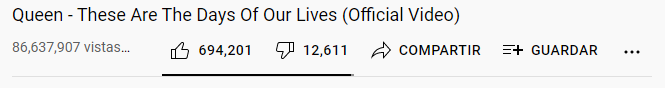 Queen - These Are The Days Of Our Lives (Official Video)
86,637,907 vistas... 694,201 12,611 COMPARTIR GUARDAR